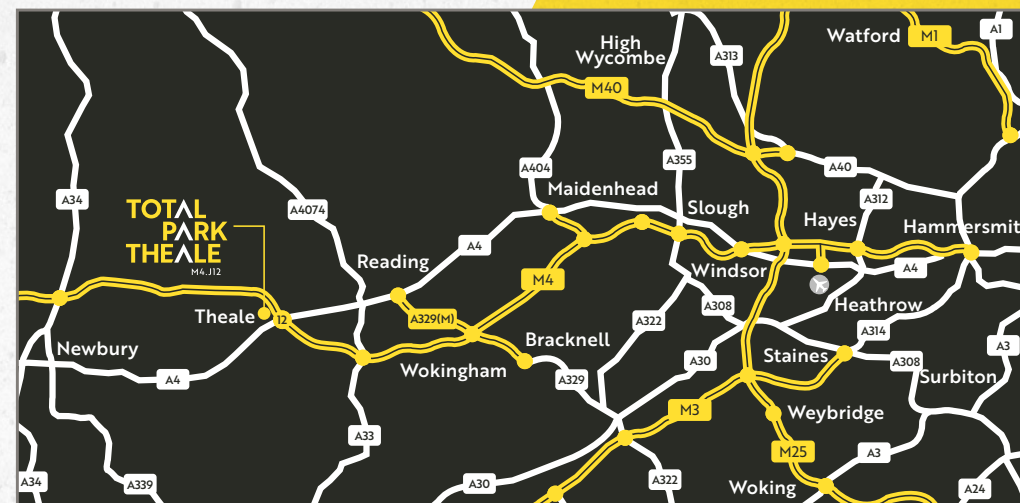 Watford
M1
A1
High
Wycombe
A313
M40
A40
A355
A404
Maidenhead
A312
A34
A4074
TOTAL
PARK
THEALE
M4.J12
Slough
Hayes
Hammersmit
A4
Reading
Windsor
A4
M4
Heathrow
A308
Theale
12
A329(M)
A322
A314
Bracknell
A3
Newbury
Staines
A30
A308
Wokingham
Surbiton
A4
A329
M3
Weybridge
A33
M25
A3
A34
A339
A30
A322
Woking
A24